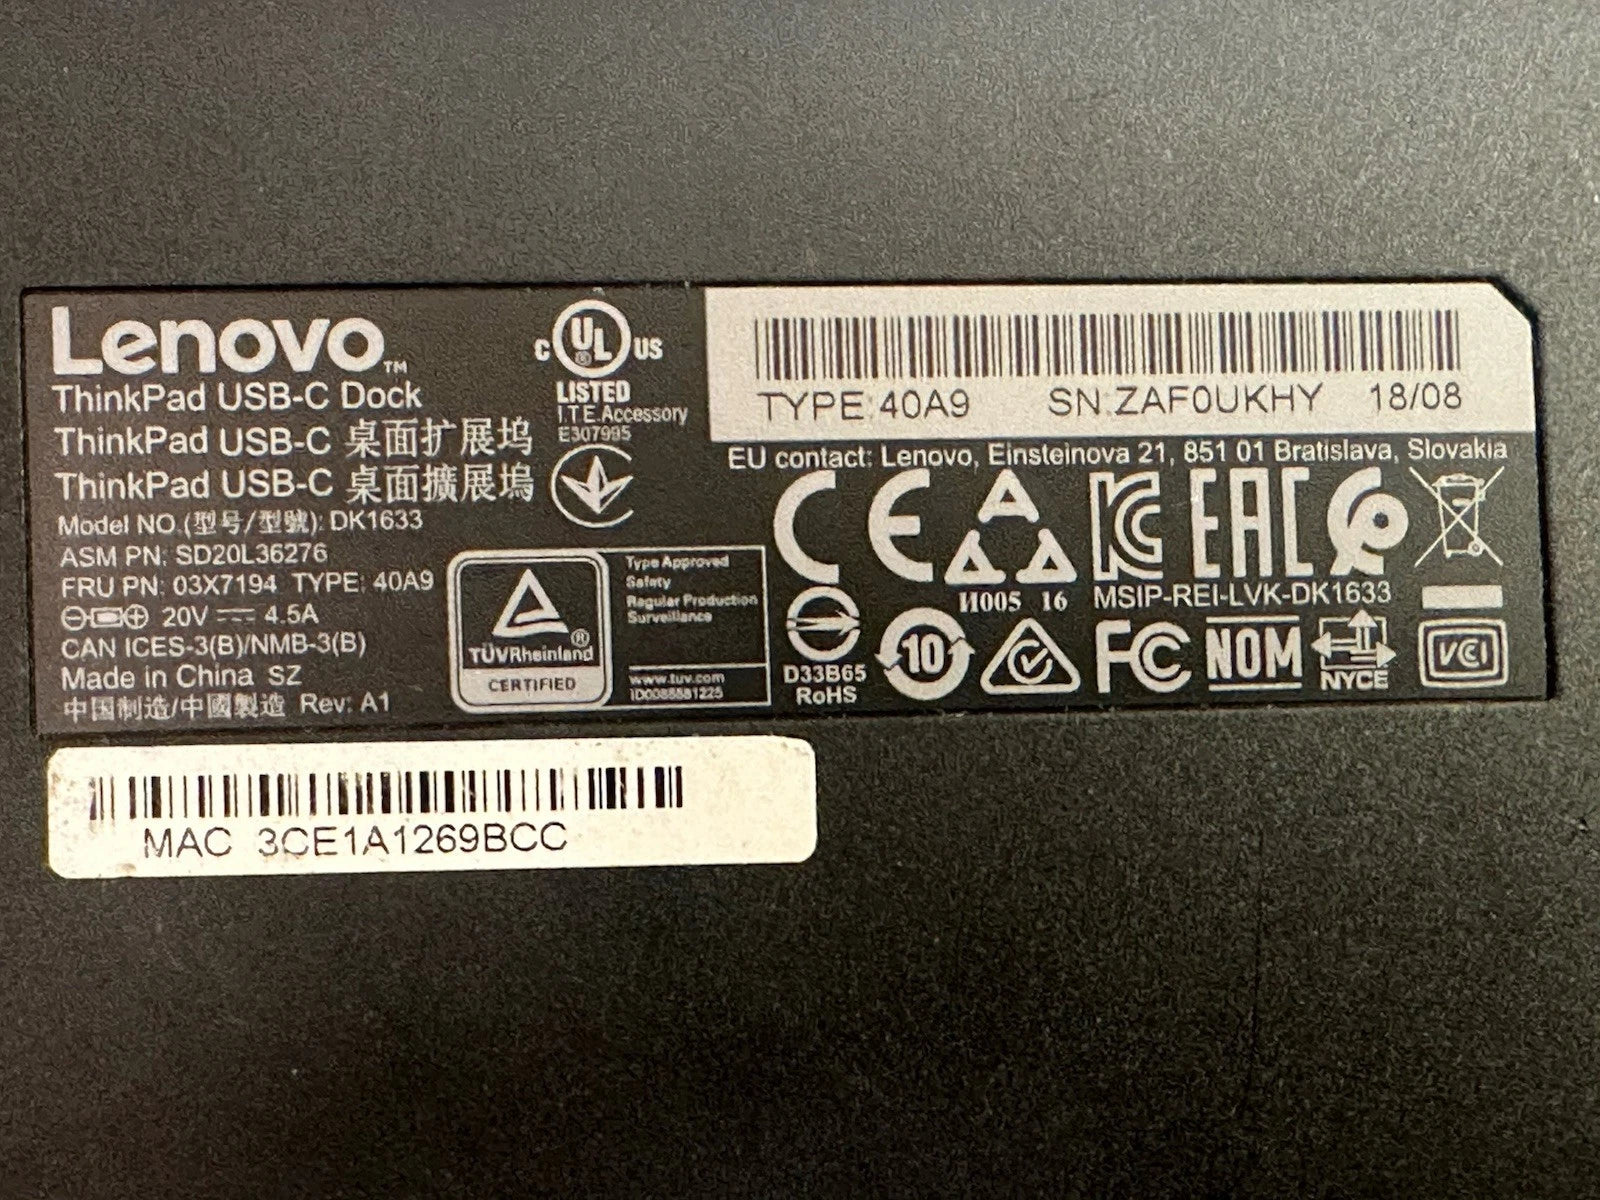 Lenovo™
ThinkPad USB-C Dock
ThinkPad USB-C 桌面扩展坞
ThinkPad USB-C 桌面擴展塢
Model NO.(型号/型號): DK1633
ASM PN: SD20L36276
FRU PN: 03X7194 TYPE: 40A9
20V ⎓ 4.5A
CAN ICES-3(B)/NMB-3(B)
Made in China SZ
中国制造/中國製造 Rev: A1
C UL ® US
LISTED
I.T.E. Accessory
E307995
TÜVRheinland®
CERTIFIED
Type Approved
Safety
Regular Production
Surveillance
www.tuv.com
TYPE:40A9 SN:ZAF0UKHY 18/08
EU contact: Lenovo, Einsteinova 21, 851 01 Bratislava, Slovakia
CE
KC EAC
И005 16 MSIP-REI-LVK-DK1633
D33B65
RoHS
10
FC NOM
NYCE
VCI
MAC 3CE1A1269BCC